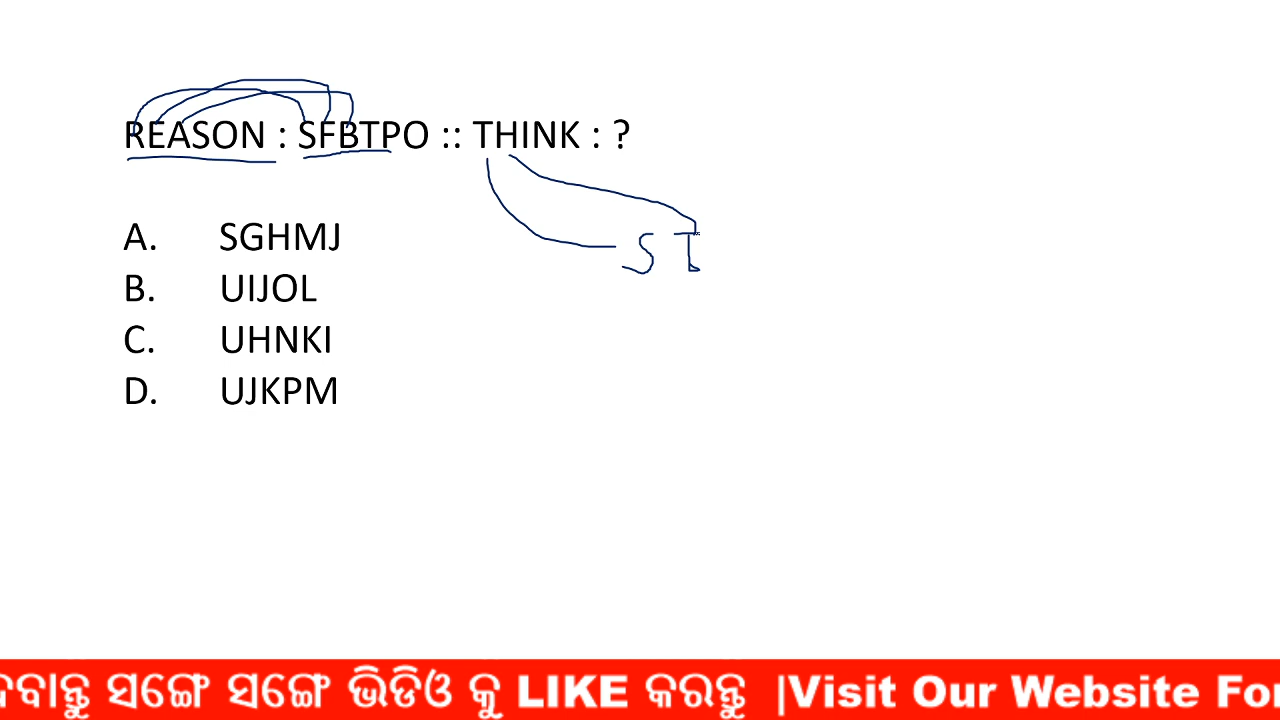 REASON : SFBTPO :: THINK : ?
A. SGHMJ
S I
B. UIJOL
C. UHNKI
D. UJKPM
ବାନ୍ତୁ ସଙ୍ଗେ ସଙ୍ଗେ ଭିଡିଓ କୁ LIKE କରନ୍ତୁ |Visit Our Website For